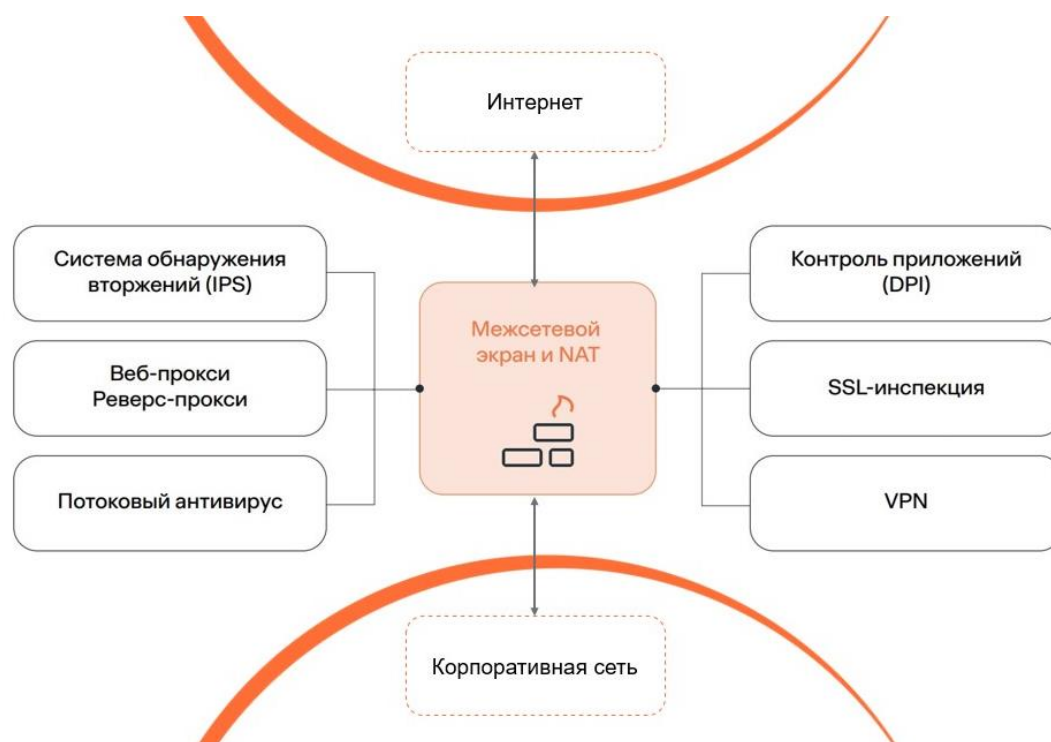 Интернет
Система обнаружения
вторжений (IPS)
Веб-прокси
Реверс-прокси
Потоковый антивирус
Межсетевой
экран и NAT
Контроль приложений
(DPI)
SSL-инспекция
VPN
Корпоративная сеть